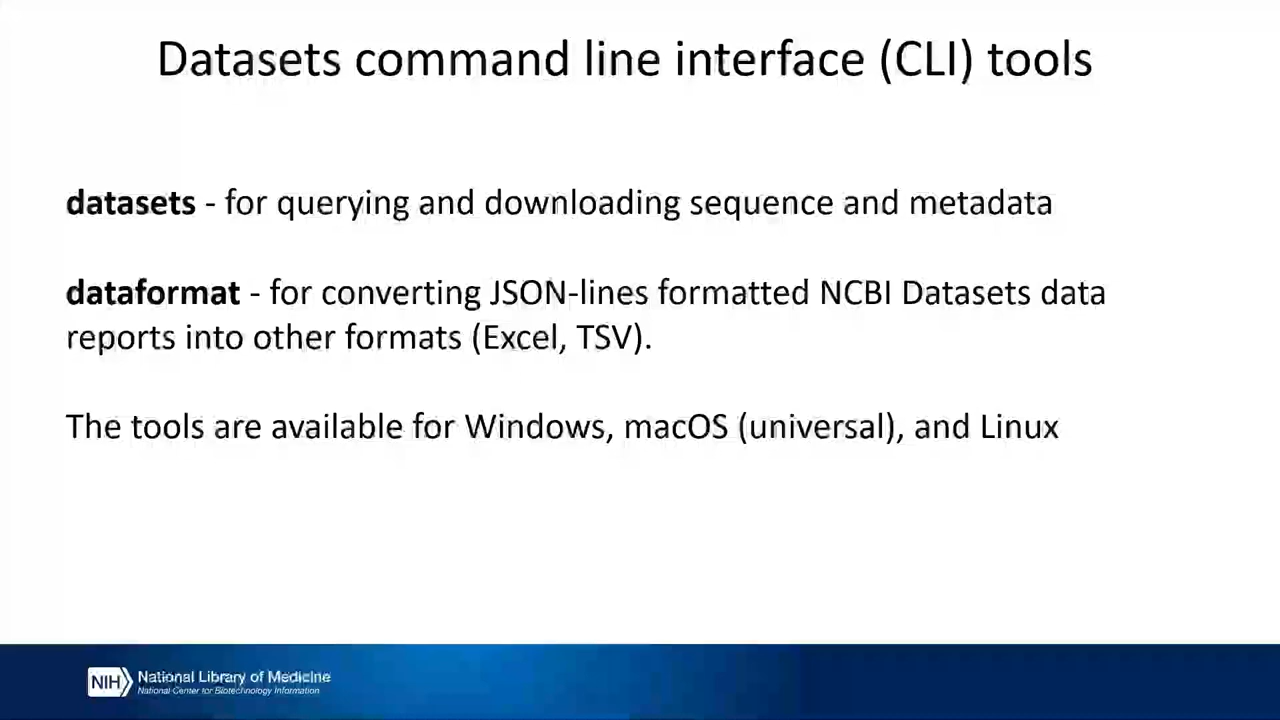 Datasets command line interface (CLI) tools
datasets - for querying and downloading sequence and metadata
dataformat - for converting JSON-lines formatted NCBI Datasets data
reports into other formats (Excel, TSV).
The tools are available for Windows, macOS (universal), and Linux
NIH
National Library of Medicine
National Center for Biotechnology Information